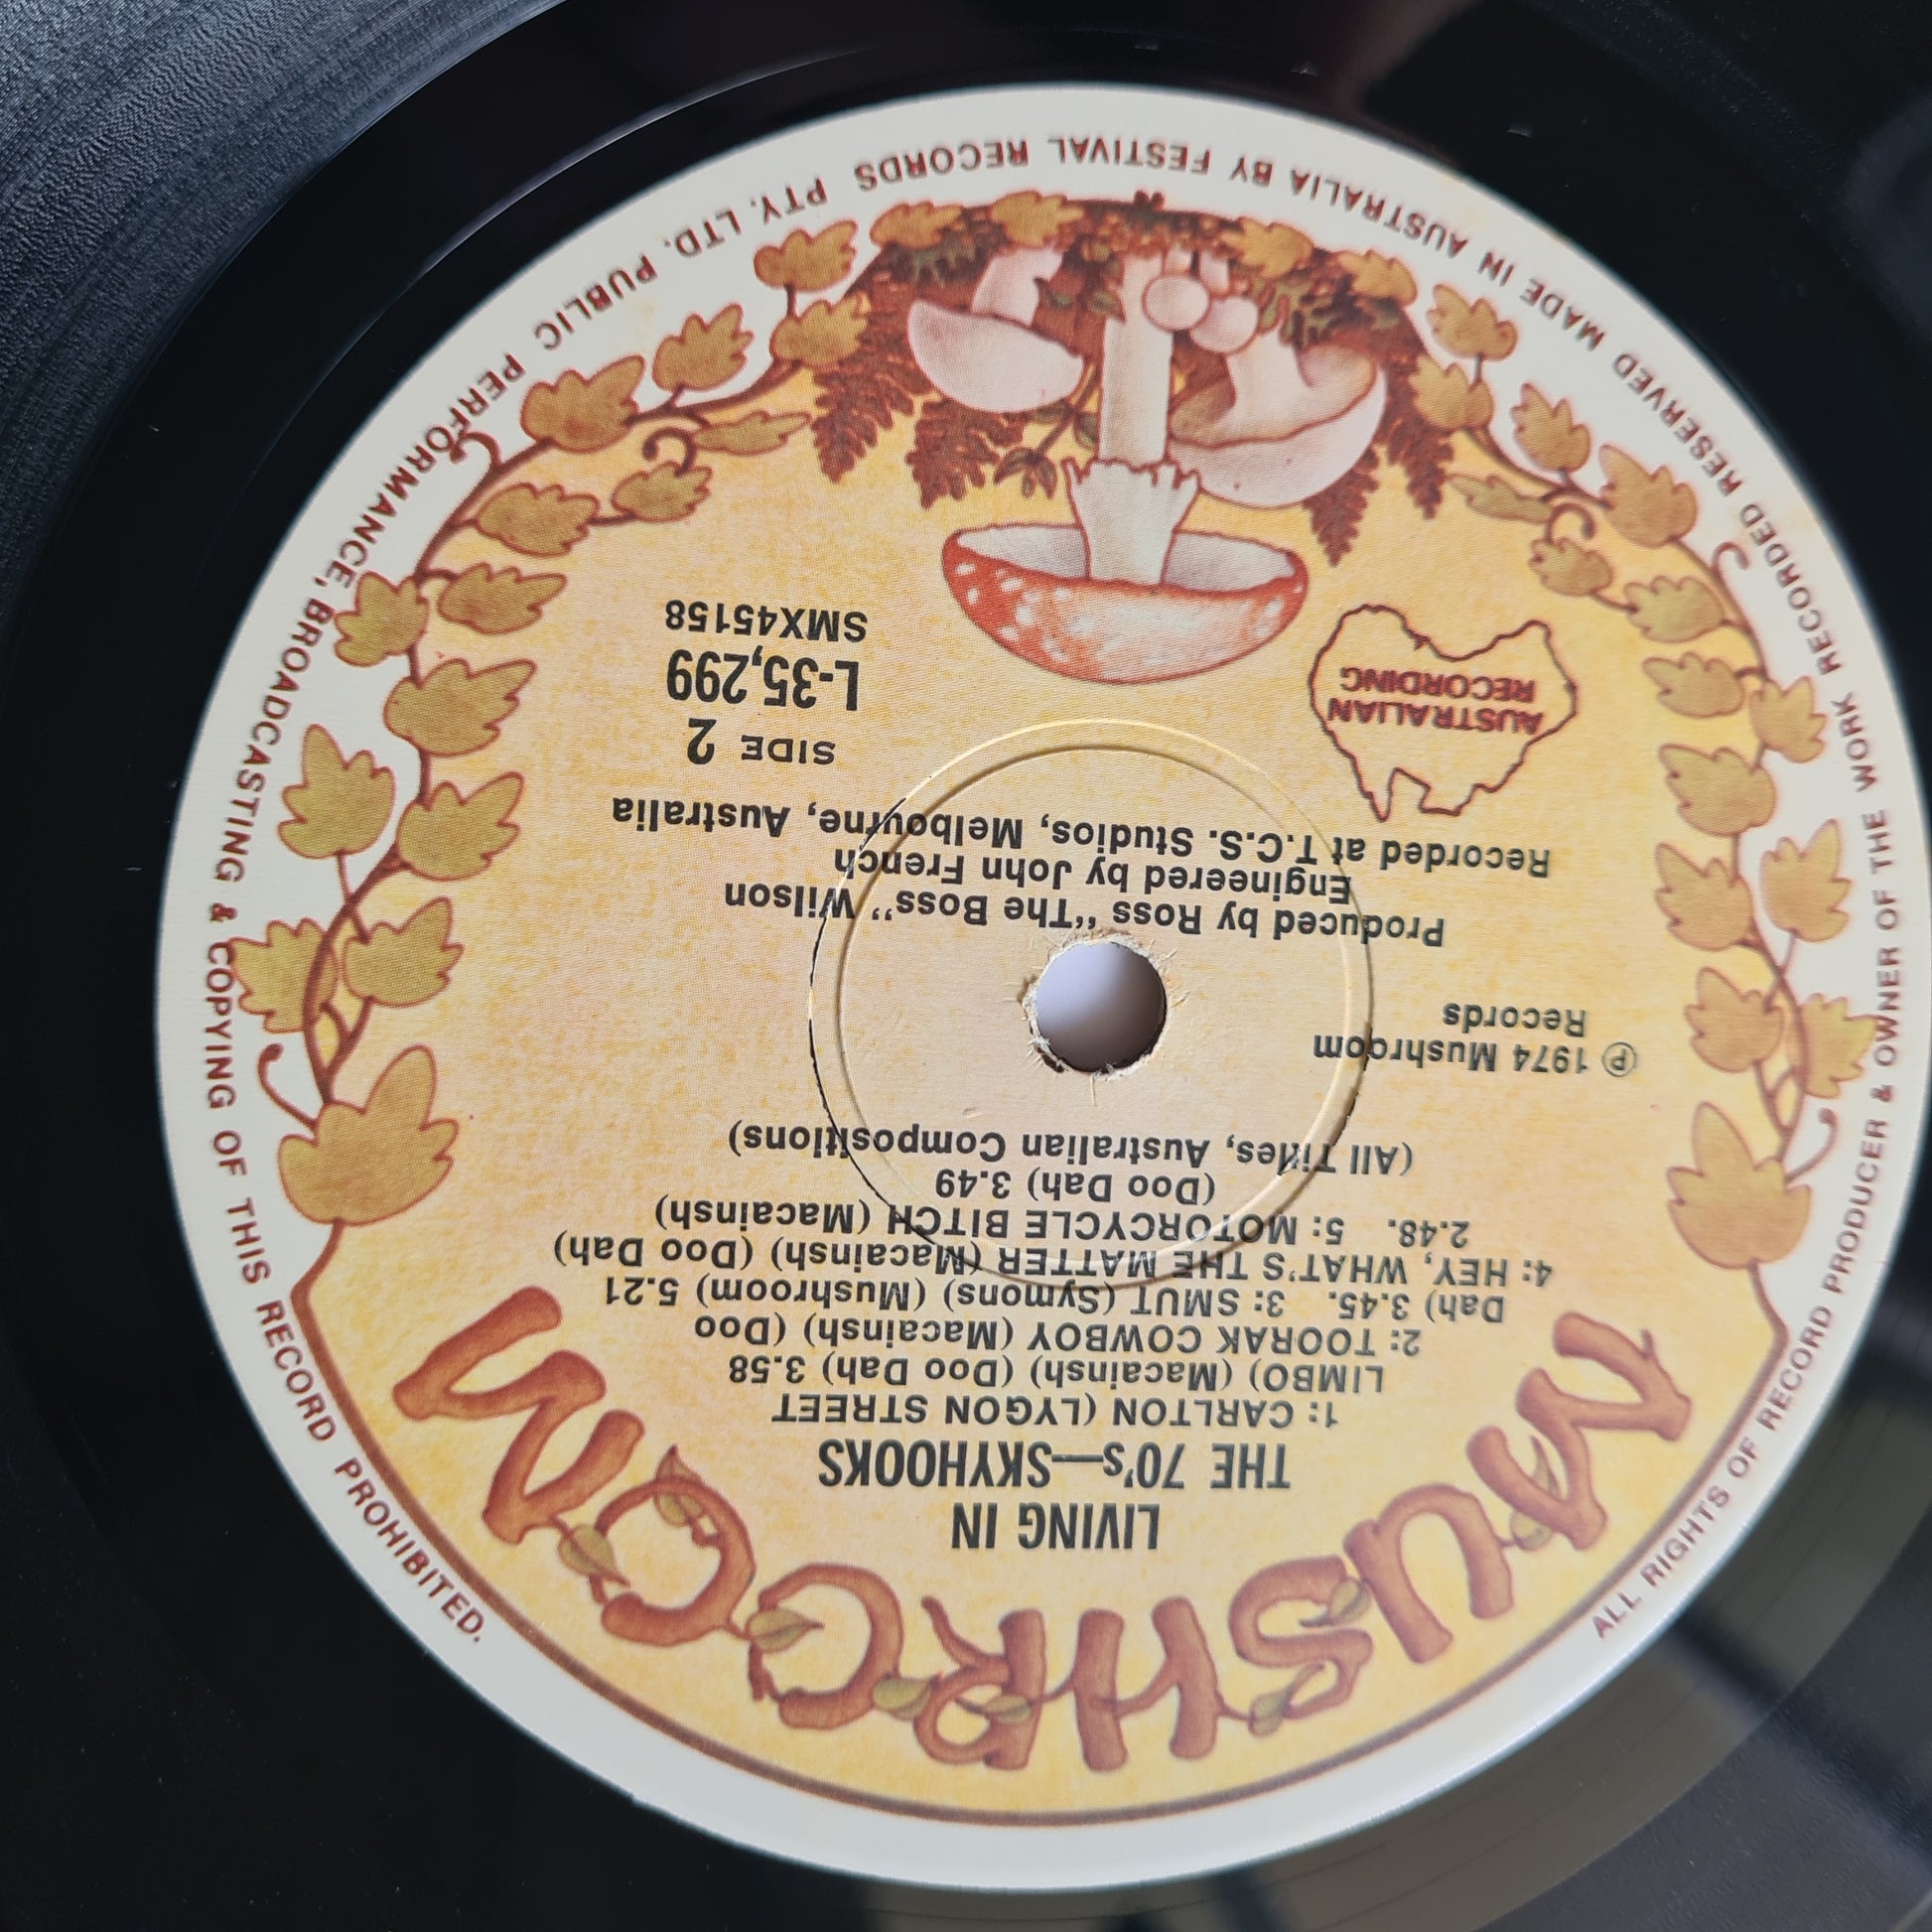 MUSHROOM
LIVING IN
THE 70's—SKYHOOKS
1: CARLTON (LYGON STREET
LIMBO) (Macainsh) (Doo Dah) 3.58
2: TOORAK COWBOY (Macainsh) (Doo
Dah) 3.45. 3: SMUT (Symons) (Mushroom) 5.21
4: HEY, WHAT'S THE MATTER (Macainsh) (Doo Dah)
2.48. 5: MOTORCYCLE BITCH (Macainsh)
(Doo Dah) 3.49
(All Titles, Australian Compositions)
℗ 1974 Mushroom
Records
Produced by Ross “The Boss” Wilson
Engineered by John French
Recorded at T.C.S. Studios, Melbourne, Australia
AUSTRALIAN
RECORDING
SIDE 2
L-35,299
SMX45158
ALL RIGHTS OF RECORD PRODUCER & OWNER OF THE WORK RECORDED RESERVED MADE IN AUSTRALIA BY FESTIVAL RECORDS PTY. LTD. PUBLIC PERFORMANCE, BROADCASTING & COPYING OF THIS RECORD PROHIBITED.